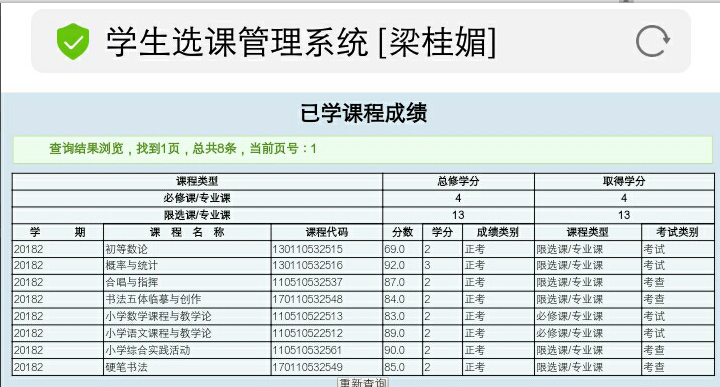 学生选课管理系统 [梁桂媚]
已学课程成绩
查询结果浏览，找到1页，总共8条，当前页号：1
课程类型 总修学分 取得学分
必修课/专业课 4 4
限选课/专业课 13 13
学 期 课 程 名 称 课程代码 分数 学分 成绩类别 课程类型 考试类别
20182 初等数论 130110532515 69.0 2 正考 限选课/专业课 考试
20182 概率与统计 130110532516 92.0 3 正考 限选课/专业课 考试
20182 合唱与指挥 110510532537 87.0 2 正考 限选课/专业课 考查
20182 书法五体临摹与创作 170110532548 84.0 2 正考 限选课/专业课 考查
20182 小学数学课程与教学论 110510522513 83.0 2 正考 必修课/专业课 考试
20182 小学语文课程与教学论 110510522512 89.0 2 正考 必修课/专业课 考试
20182 小学综合实践活动 110510532561 90.0 2 正考 限选课/专业课 考查
20182 硬笔书法 170110532549 85.0 2 正考 限选课/专业课 考查
重新查询